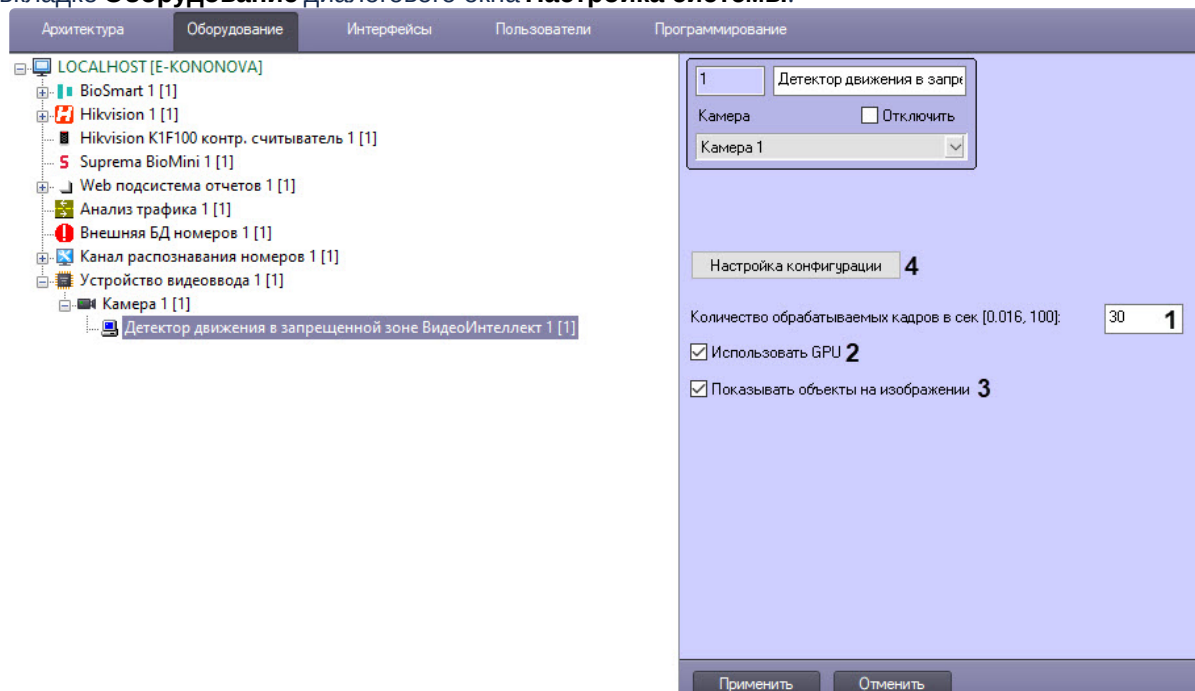 вкладке Оборудование диалогового окна Настройка системы.
Архитектура Оборудование Интерфейсы Пользователи Программирование
LOCALHOST [E-KONONOVA]
BioSmart 1 [1]
Hikvision 1 [1]
Hikvision K1F100 контр. считыватель 1 [1]
Suprema BioMini 1 [1]
Web подсистема отчетов 1 [1]
Анализ трафика 1 [1]
Внешняя БД номеров 1 [1]
Канал распознавания номеров 1 [1]
Устройство видеоввода 1 [1]
Камера 1 [1]
Детектор движения в запрещенной зоне ВидеоИнтеллект 1 [1]
1 Детектор движения в запре
Камера Отключить
Камера 1
Настройка конфигурации 4
Количество обрабатываемых кадров в сек [0.016, 100]: 30 1
Использовать GPU 2
Показывать объекты на изображении 3
Применить Отменить